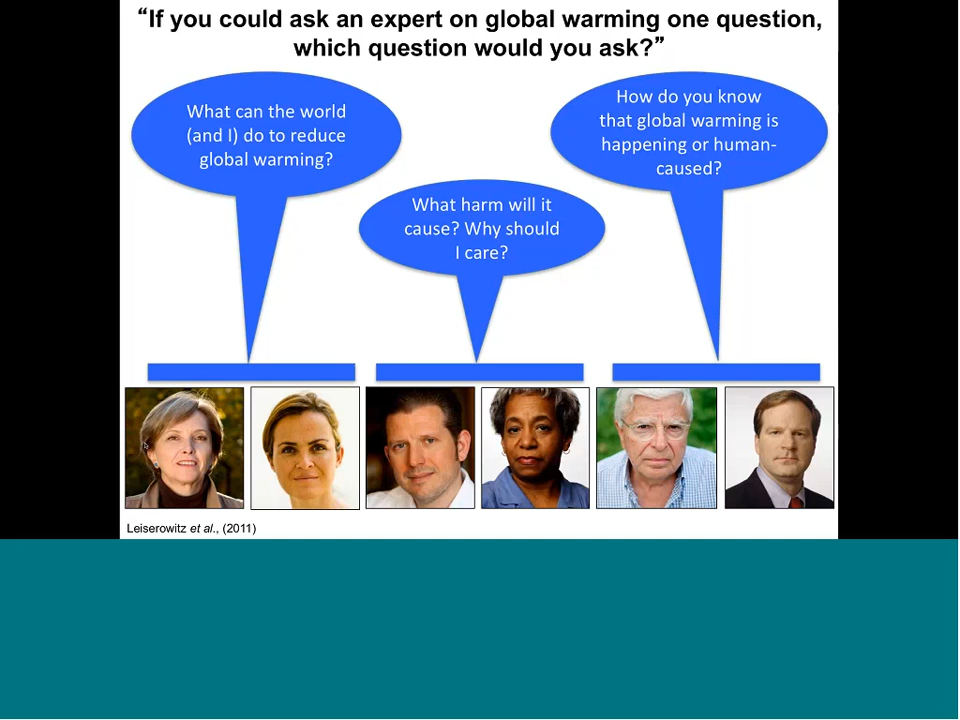 “If you could ask an expert on global warming one question,
which question would you ask?”
What can the world
(and I) do to reduce
global warming?
What harm will it
cause? Why should
I care?
How do you know
that global warming is
happening or human-
caused?
Leiserowitz et al., (2011)